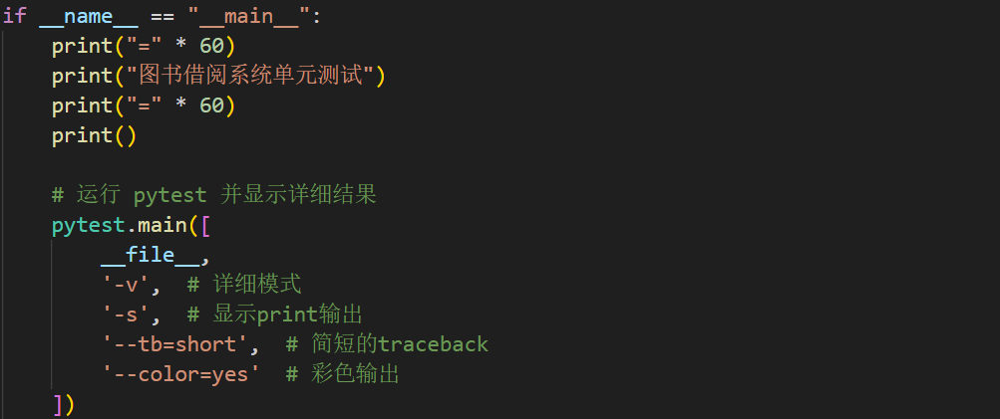 if __name__ == "__main__":
    print("=" * 60)
    print("图书借阅系统单元测试")
    print("=" * 60)
    print()

    # 运行 pytest 并显示详细结果
    pytest.main([
        __file__,
        '-v',  # 详细模式
        '-s',  # 显示print输出
        '--tb=short',  # 简短的traceback
        '--color=yes'  # 彩色输出
    ])